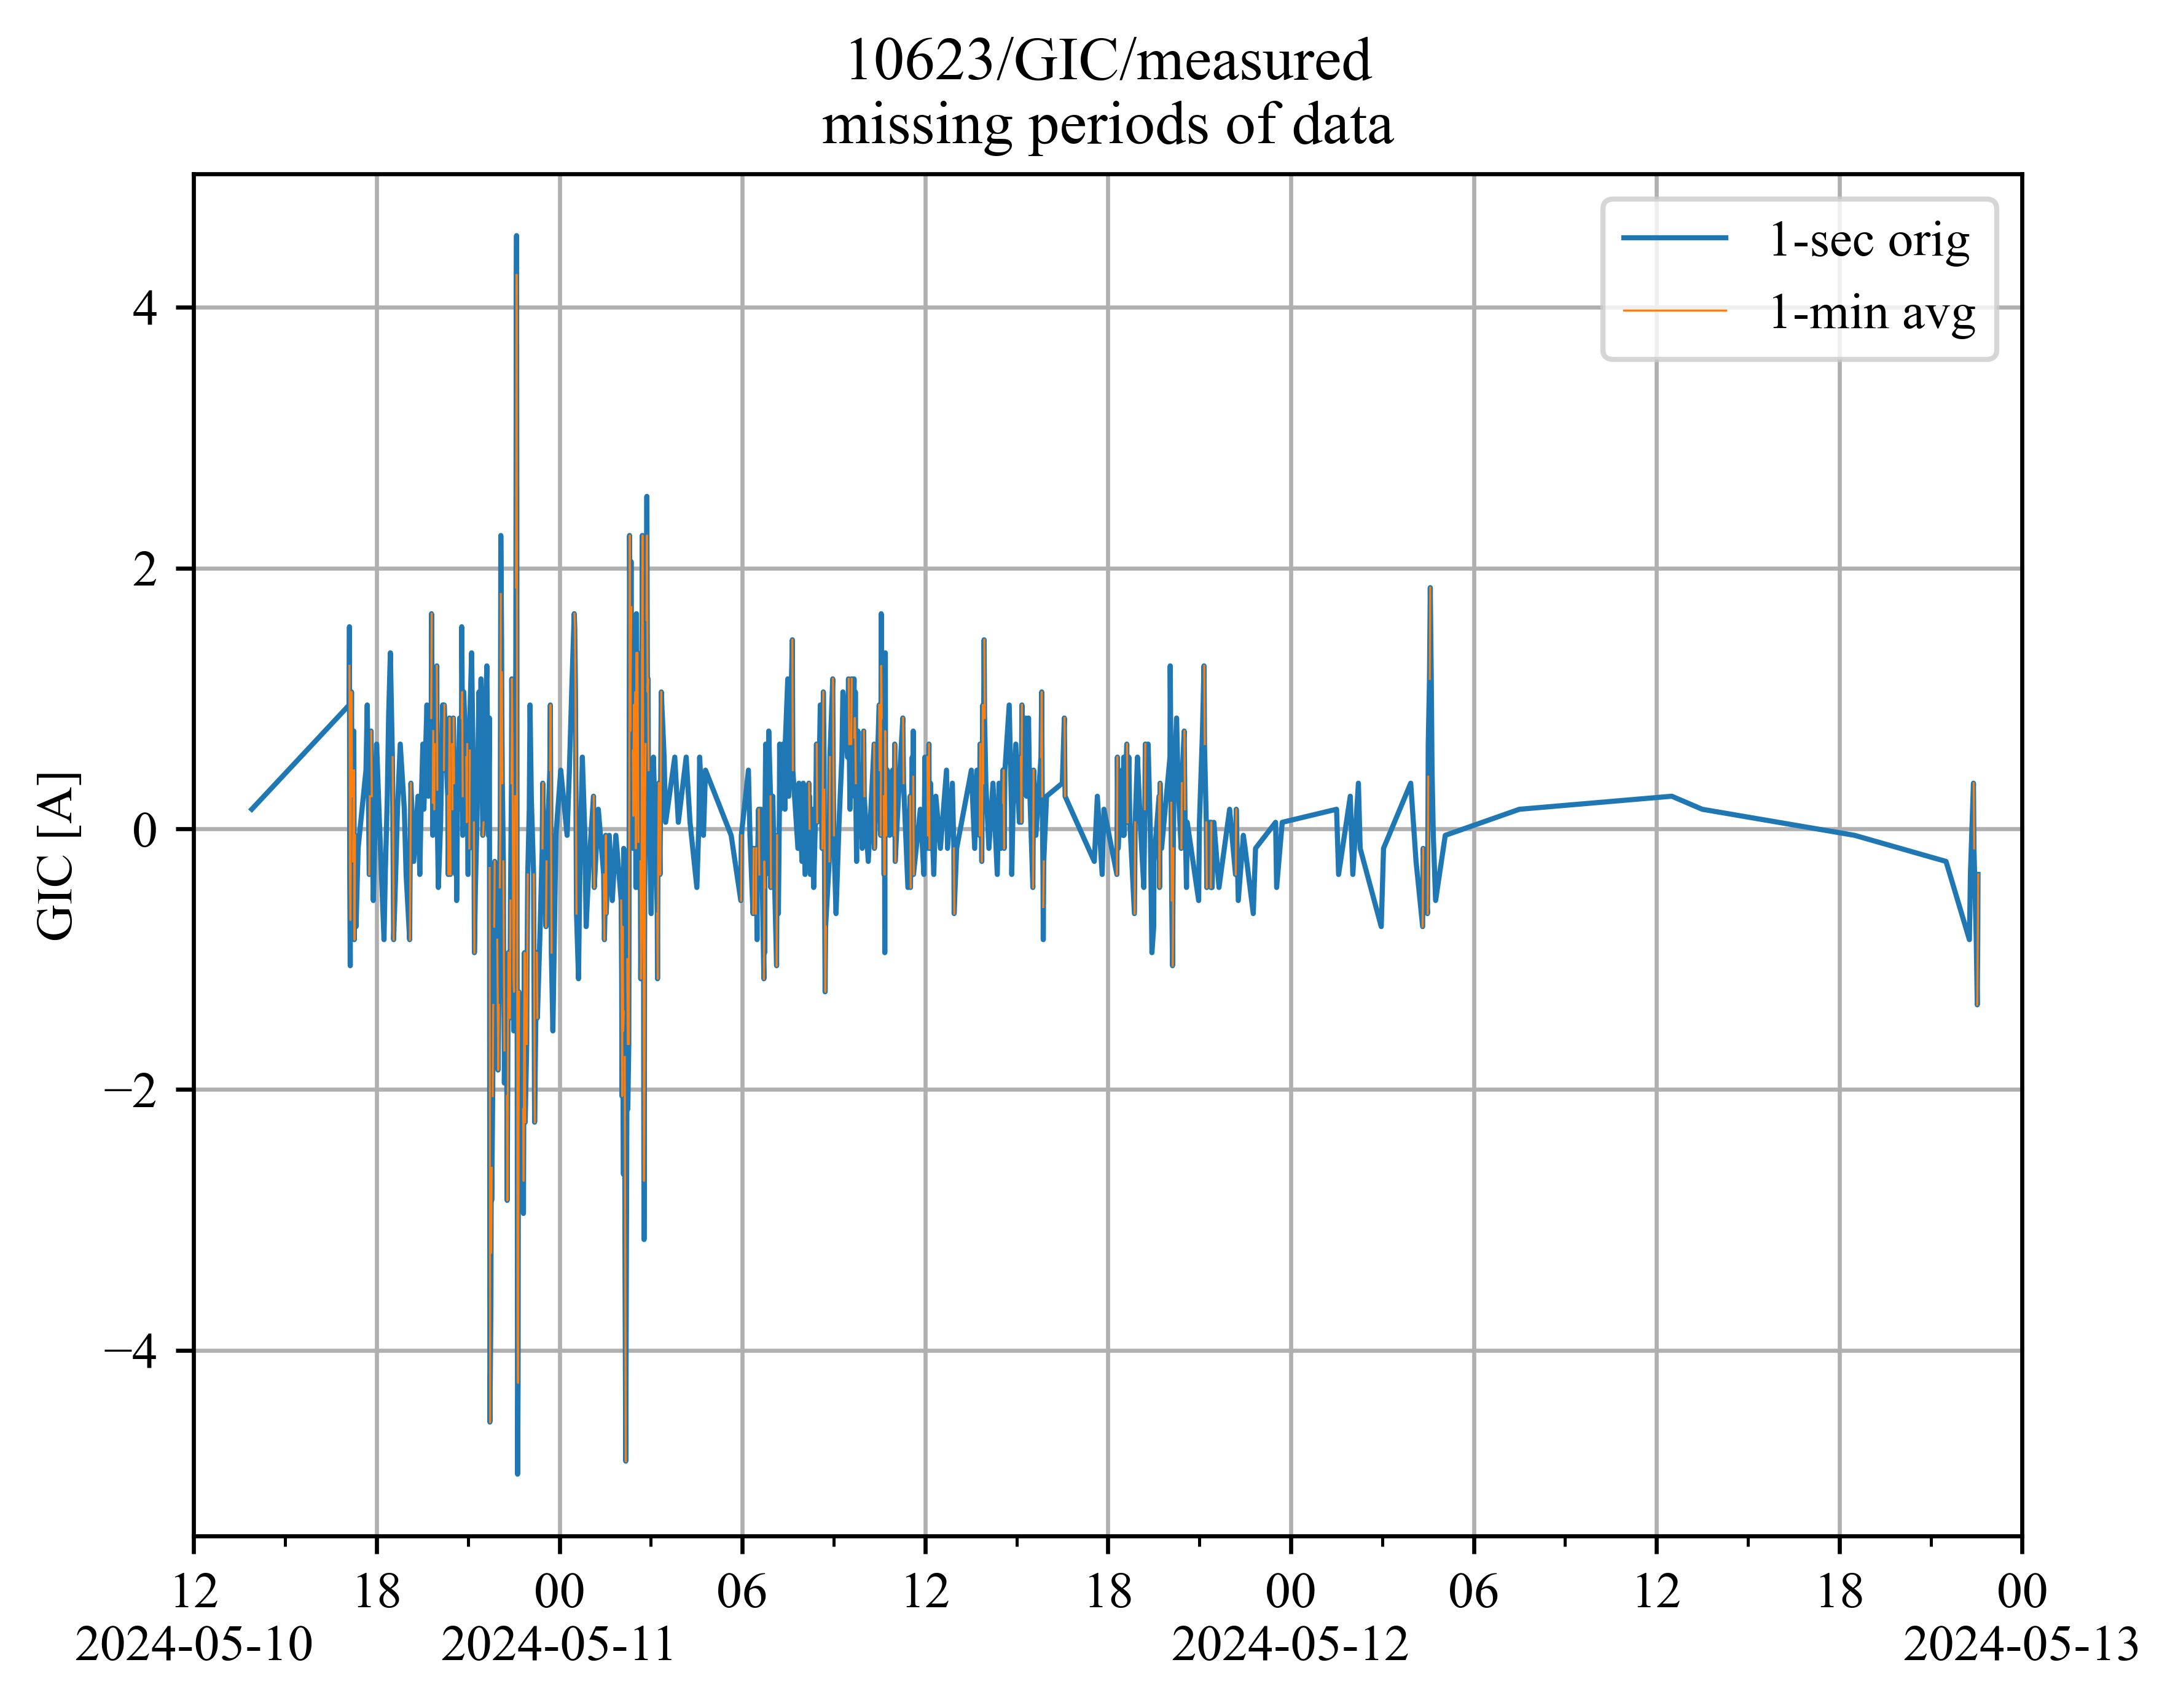 10623/GIC/measured
missing periods of data
1-sec orig
1-min avg
GIC [A]
4
2
0
−2
−4
12 18 00 06 12 18 00 06 12 18 00
2024-05-10 2024-05-11 2024-05-12 2024-05-13